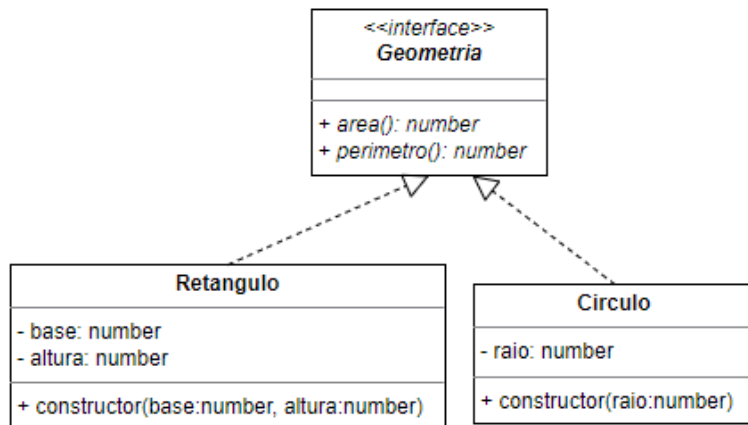 <<interface>>
Geometria
+ area(): number
+ perimetro(): number
Retangulo
- base: number
- altura: number
+ constructor(base:number, altura:number)
Circulo
- raio: number
+ constructor(raio:number)